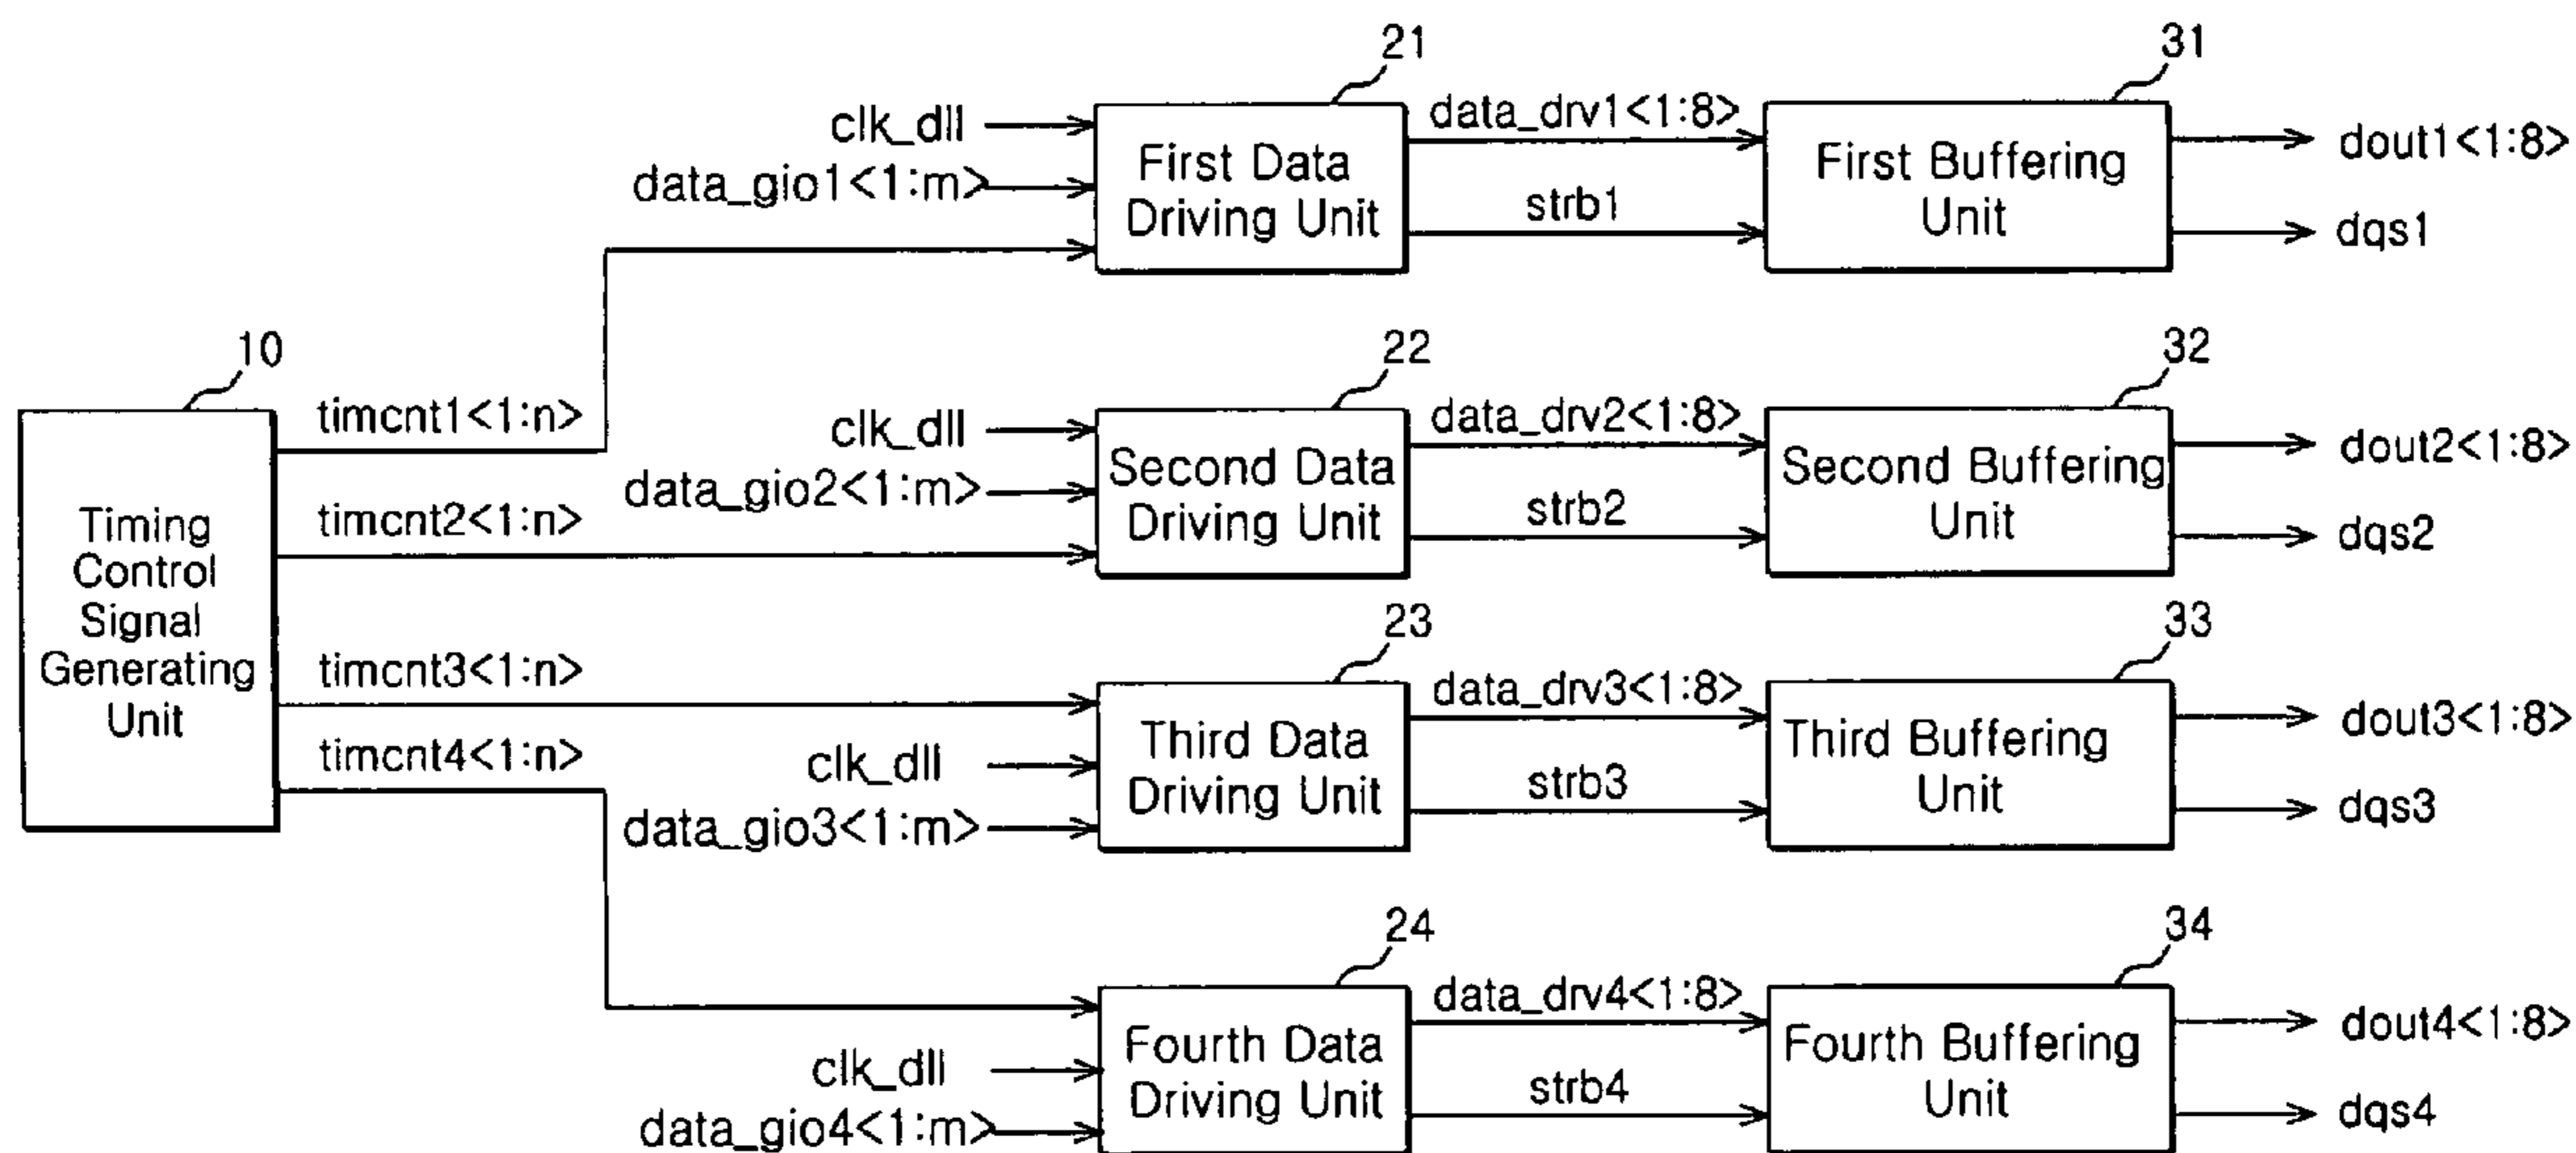 10
Timing
Control
Signal
Generating
Unit
timcnt1<1:n>
timcnt2<1:n>
timcnt3<1:n>
timcnt4<1:n>
21
clk_dll
data_gio1<1:m>
First Data
Driving Unit
data_drv1<1:8>
strb1
31
First Buffering
Unit
dout1<1:8>
dqs1
22
clk_dll
data_gio2<1:m>
Second Data
Driving Unit
data_drv2<1:8>
strb2
32
Second Buffering
Unit
dout2<1:8>
dqs2
23
clk_dll
data_gio3<1:m>
Third Data
Driving Unit
data_drv3<1:8>
strb3
33
Third Buffering
Unit
dout3<1:8>
dqs3
24
clk_dll
data_gio4<1:m>
Fourth Data
Driving Unit
data_drv4<1:8>
strb4
34
Fourth Buffering
Unit
dout4<1:8>
dqs4